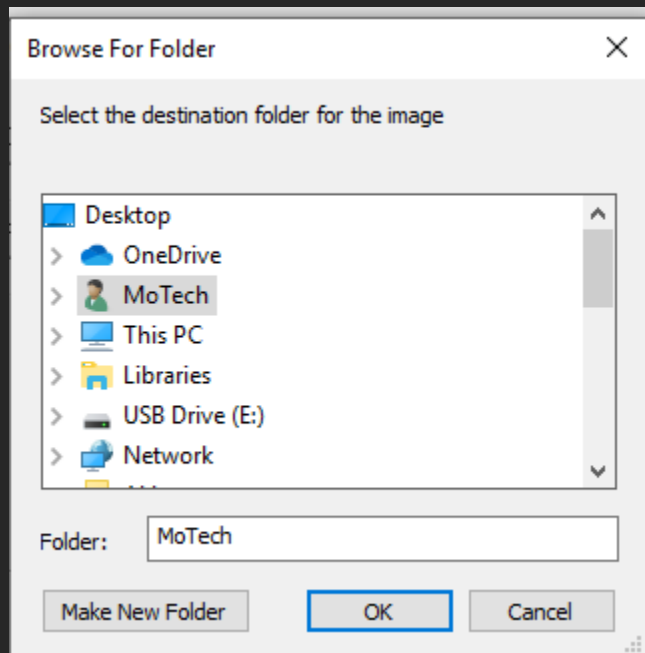 Browse For Folder
Select the destination folder for the image
Desktop
OneDrive
MoTech
This PC
Libraries
USB Drive (E:)
Network
Folder: MoTech
Make New Folder OK Cancel